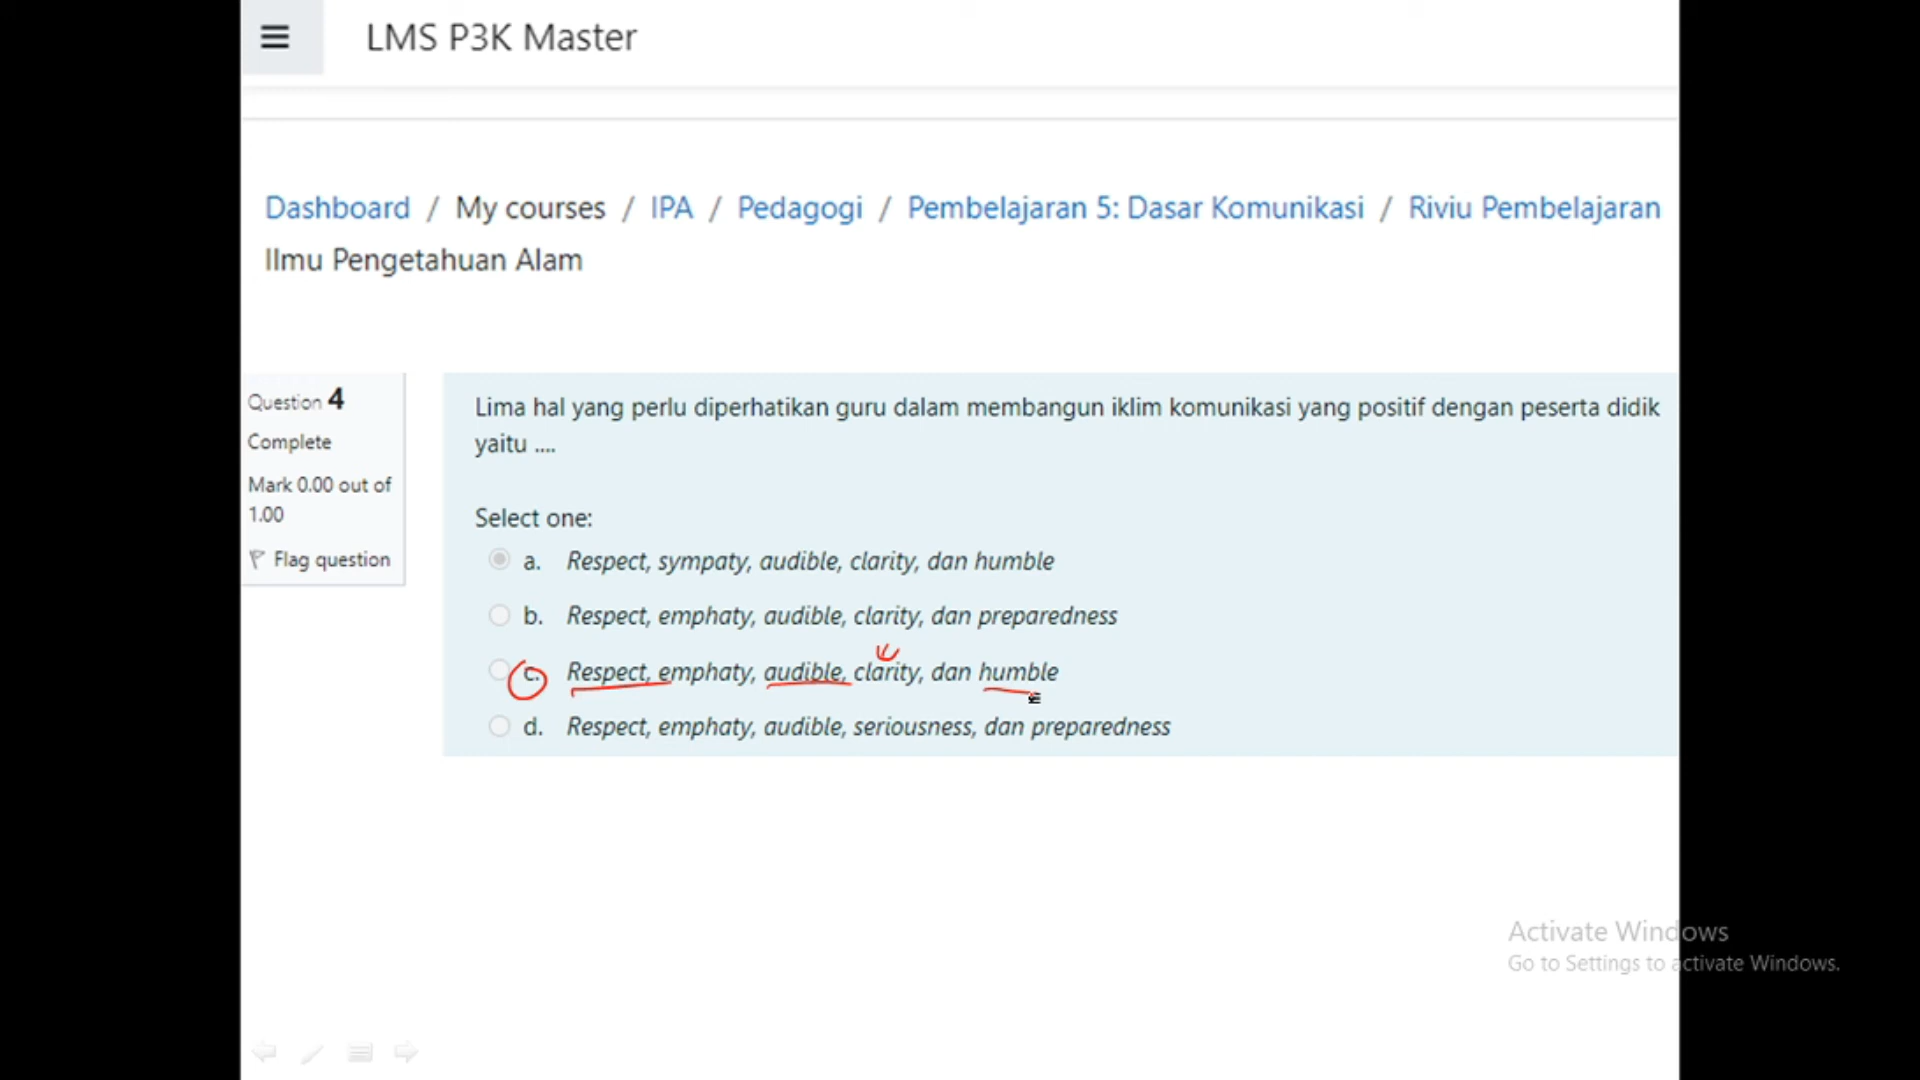 LMS P3K Master
Dashboard / My courses / IPA / Pedagogi / Pembelajaran 5: Dasar Komunikasi / Riviu Pembelajaran
Ilmu Pengetahuan Alam
Question 4
Complete
Mark 0.00 out of
1.00
Flag question
Lima hal yang perlu diperhatikan guru dalam membangun iklim komunikasi yang positif dengan peserta didik
yaitu ....
Select one:
a. Respect, sympaty, audible, clarity, dan humble
b. Respect, emphaty, audible, clarity, dan preparedness
c. Respect, emphaty, audible, clarity, dan humble
d. Respect, emphaty, audible, seriousness, dan preparedness
Activate Windows
Go to Settings to activate Windows.